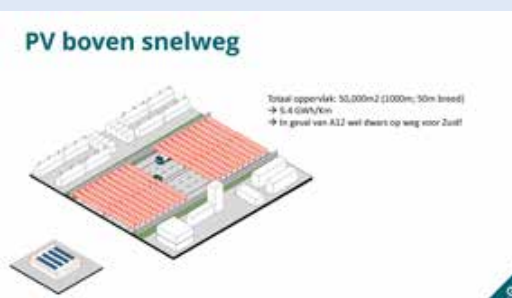 PV boven snelweg
Totaal oppervlak: 50,000m2 (1000m; 50m breed)
→ 5.4 GWh/km
→ In geval van A12 wel dwars op weg voor Zuid!